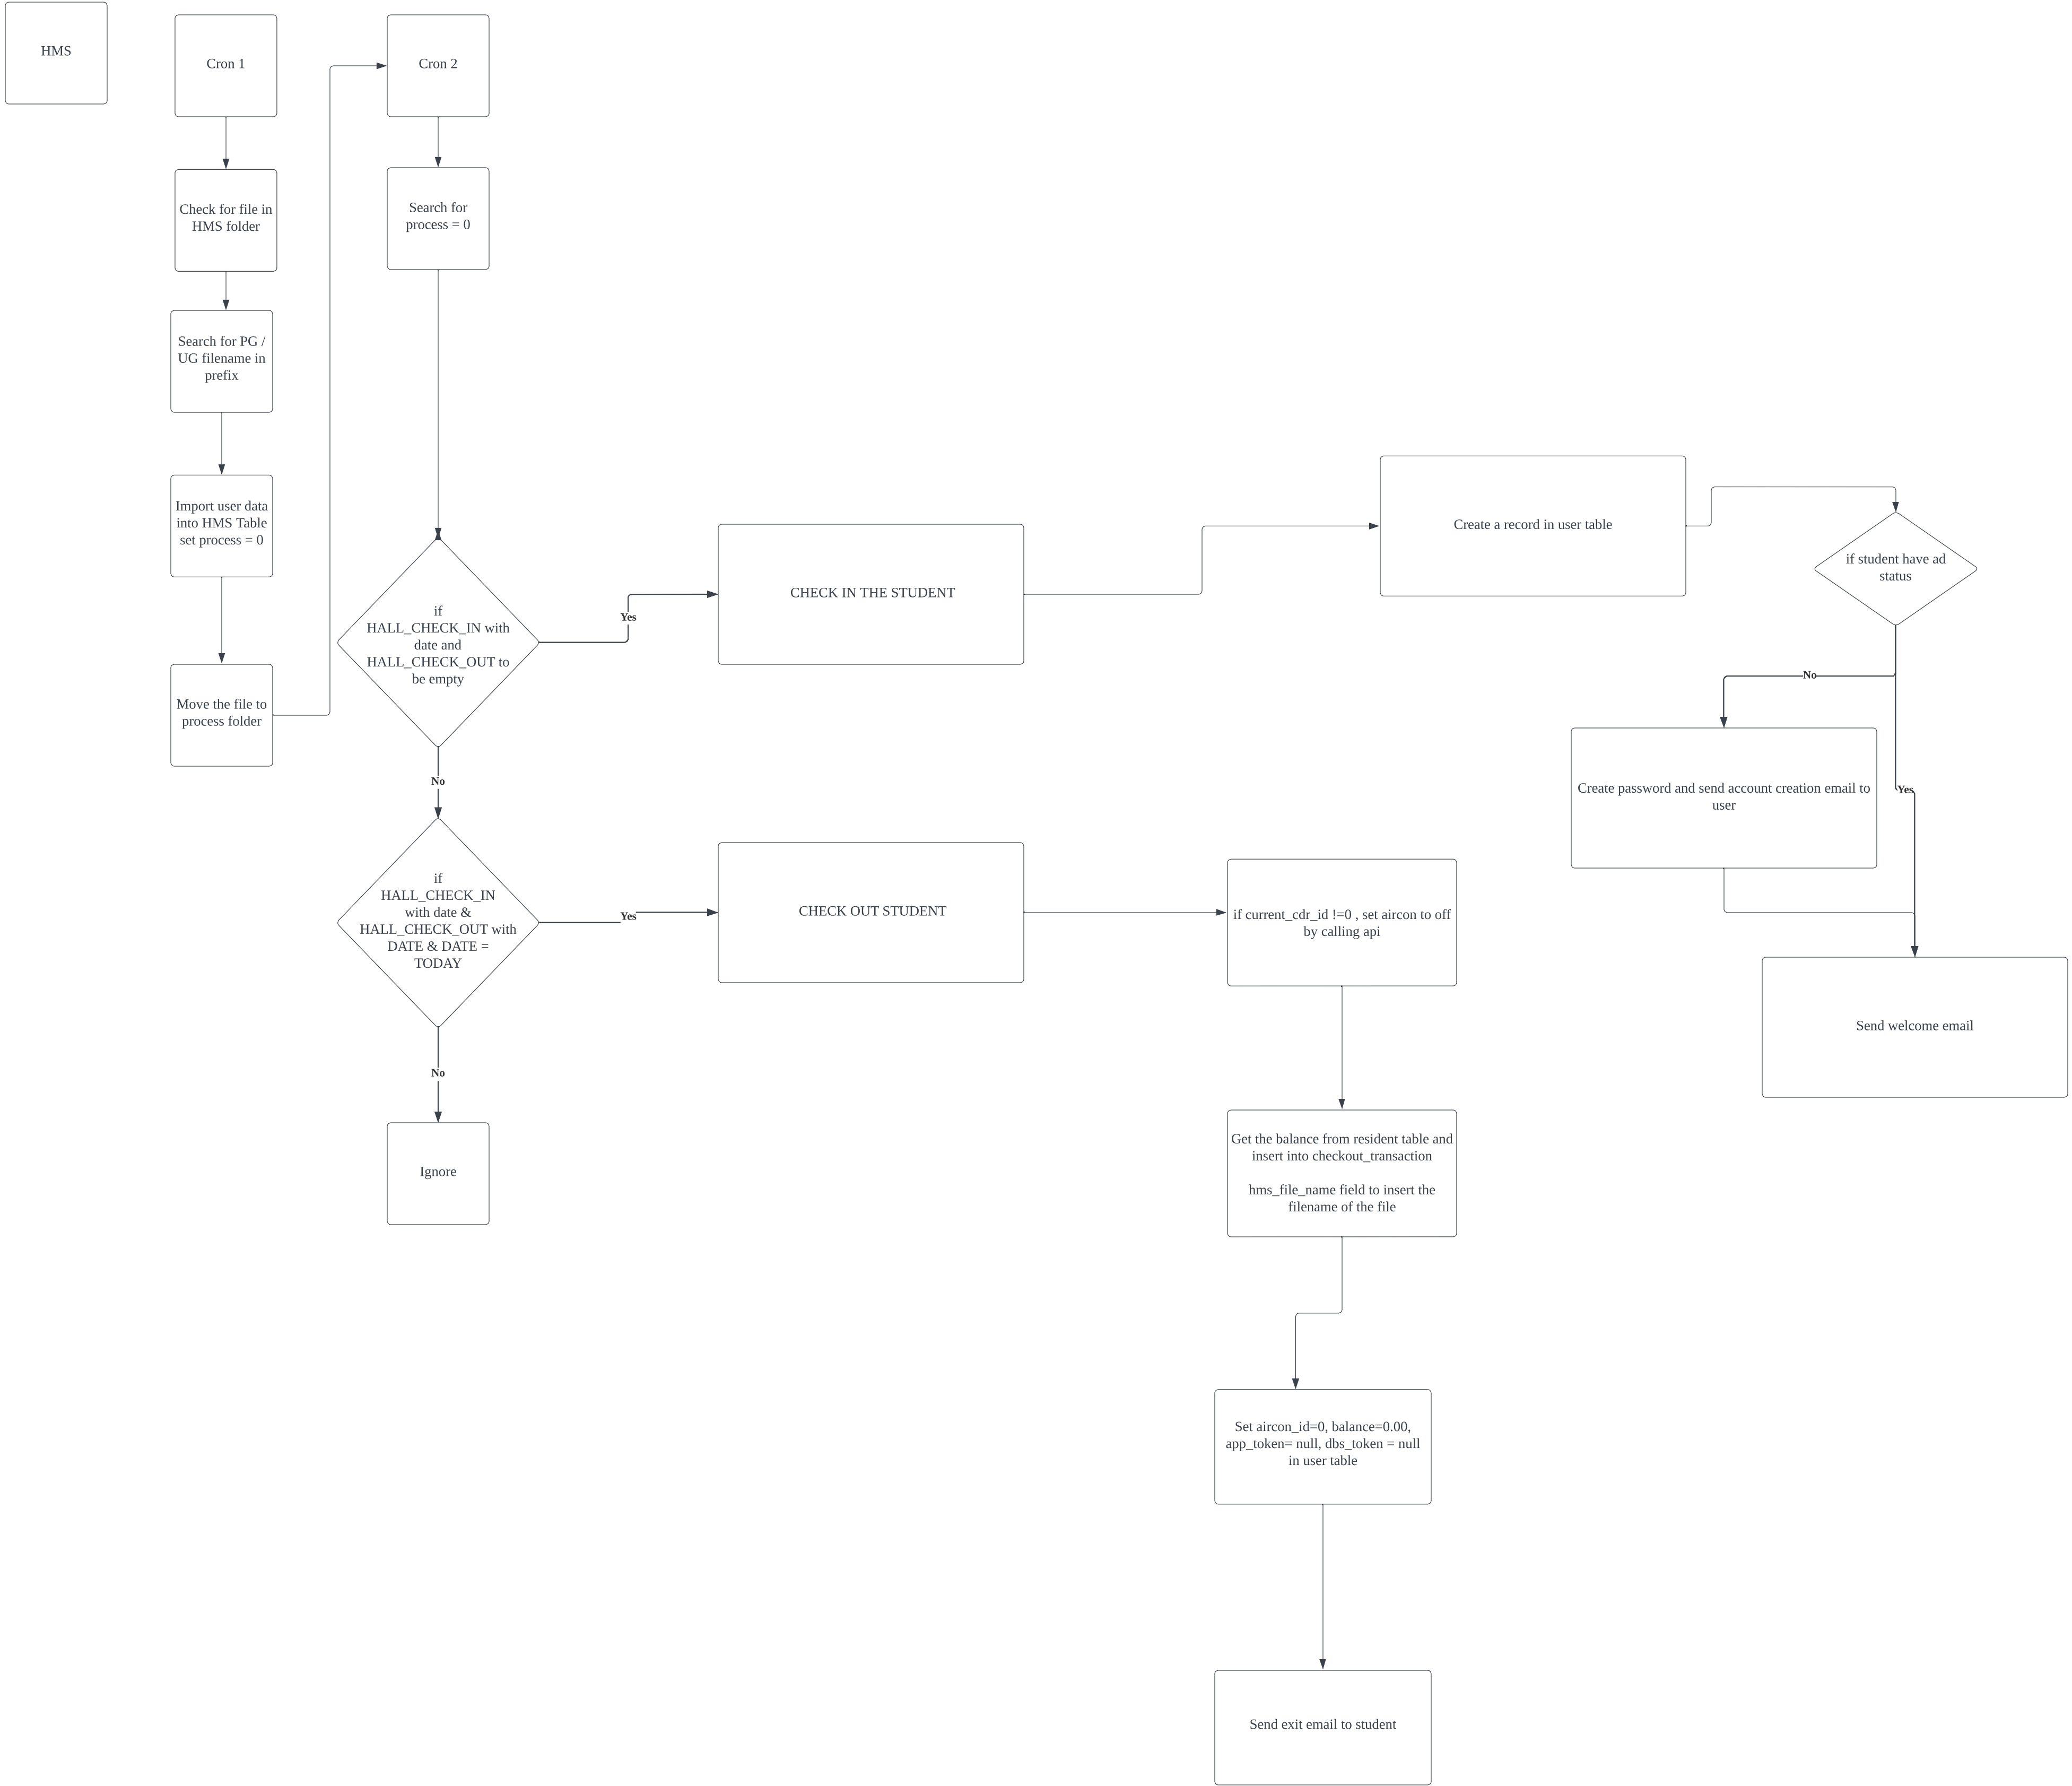 HMS
Cron 1
Check for file in
HMS folder
Search for PG /
UG filename in
prefix
Import user data
into HMS Table
set process = 0
Move the file to
process folder
Cron 2
Search for
process = 0
if
HALL_CHECK_IN with
date and
HALL_CHECK_OUT to
be empty
Yes
CHECK IN THE STUDENT
Create a record in user table
if student have ad
status
No
Create password and send account creation email to
user
Yes
Send welcome email
No
if
HALL_CHECK_IN
with date &
HALL_CHECK_OUT with
DATE & DATE =
TODAY
Yes
CHECK OUT STUDENT
if current_cdr_id !=0 , set aircon to off
by calling api
Get the balance from resident table and
insert into checkout_transaction
hms_file_name field to insert the
filename of the file
Set aircon_id=0, balance=0.00,
app_token= null, dbs_token = null
in user table
Send exit email to student
No
Ignore